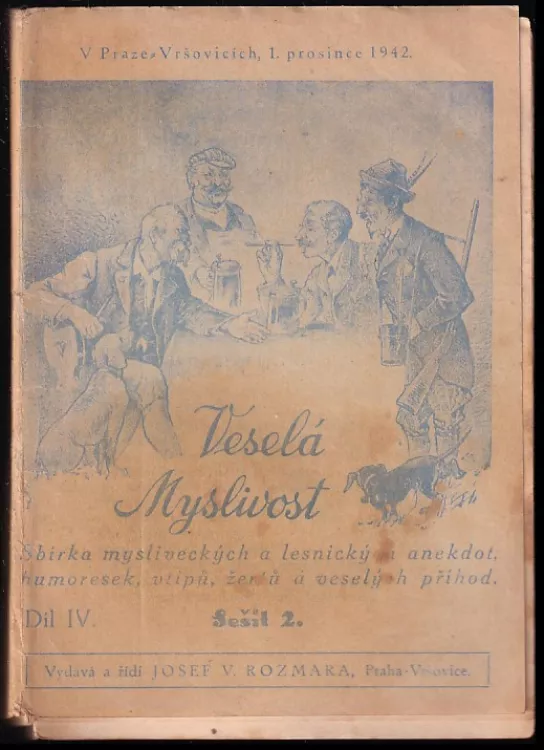 V Praze-Vršovicích, 1. prosince 1942.
Veselá
Myslivost
Sbírka mysliveckých a lesnických anekdot,
humoresek, vtipů, žertů a veselých příhod.
Díl IV. Sešit 2.
Vydává a řídí JOSEF V. ROZMARA, Praha-Vršovice.